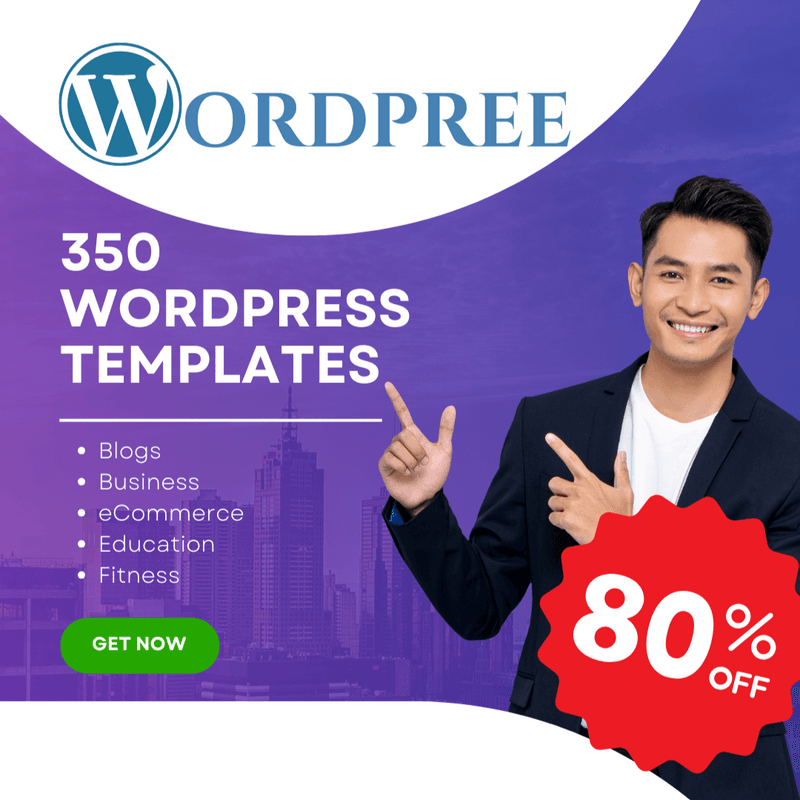 WORDPREE
350
WORDPRESS
TEMPLATES
• Blogs
• Business
• eCommerce
• Education
• Fitness
GET NOW
80%
OFF